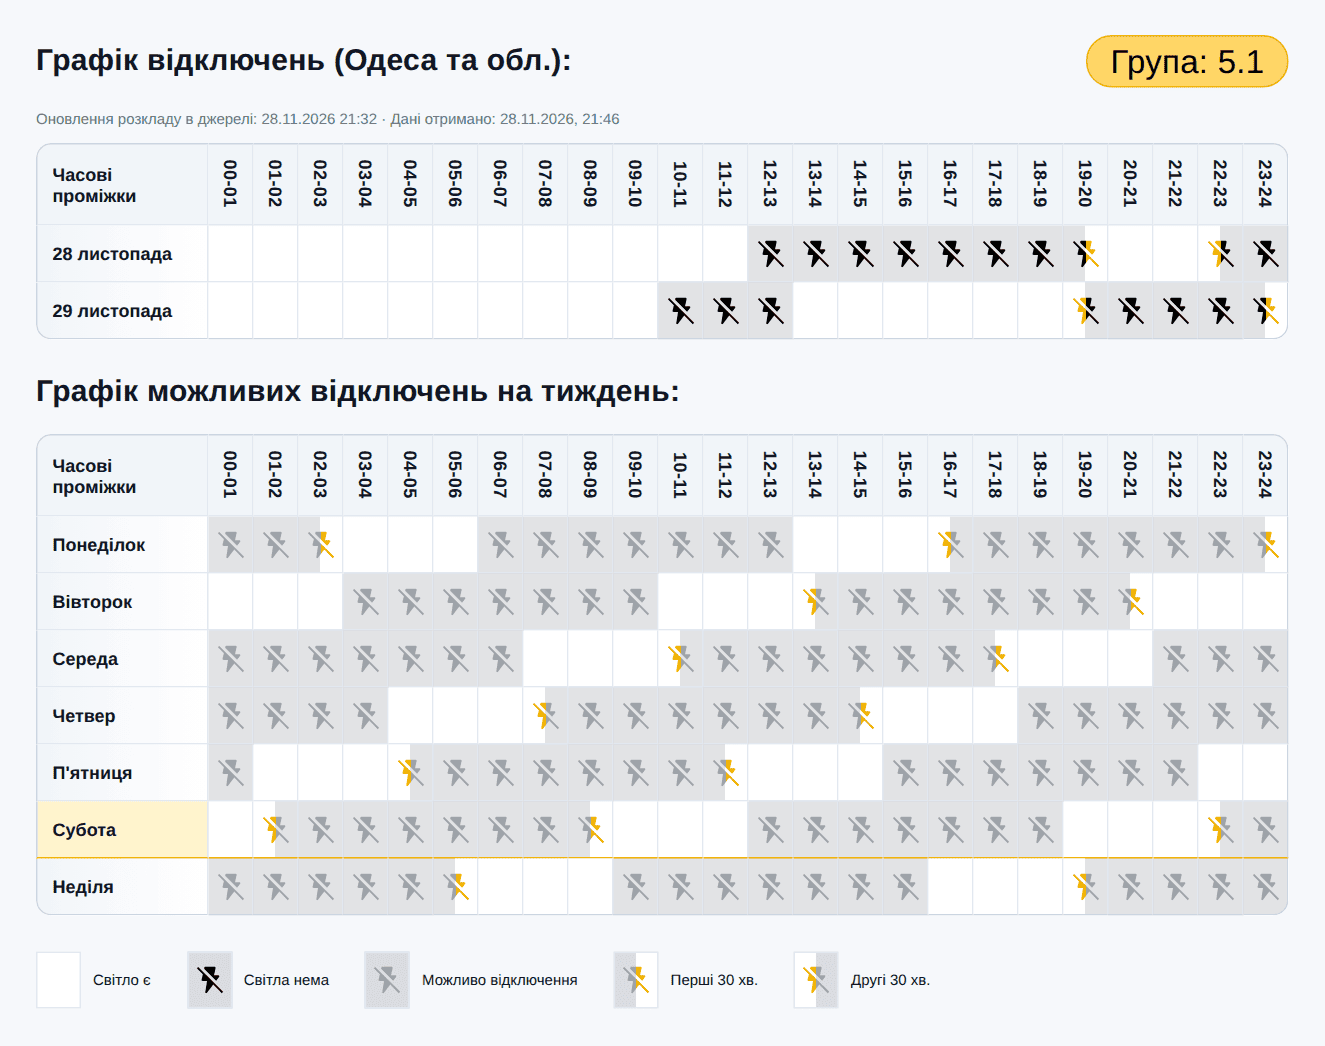 Графік відключень (Одеса та обл.):
Група: 5.1
Оновлення розкладу в джерелі: 28.11.2026 21:32 · Дані отримано: 28.11.2026, 21:46
Часові проміжки 00-01 01-02 02-03 03-04 04-05 05-06 06-07 07-08 08-09 09-10 10-11 11-12 12-13 13-14 14-15 15-16 16-17 17-18 18-19 19-20 20-21 21-22 22-23 23-24
28 листопада
29 листопада
Графік можливих відключень на тиждень:
Часові проміжки 00-01 01-02 02-03 03-04 04-05 05-06 06-07 07-08 08-09 09-10 10-11 11-12 12-13 13-14 14-15 15-16 16-17 17-18 18-19 19-20 20-21 21-22 22-23 23-24
Понеділок
Вівторок
Середа
Четвер
П'ятниця
Субота
Неділя
Світло є Світла нема Можливо відключення Перші 30 хв. Другі 30 хв.